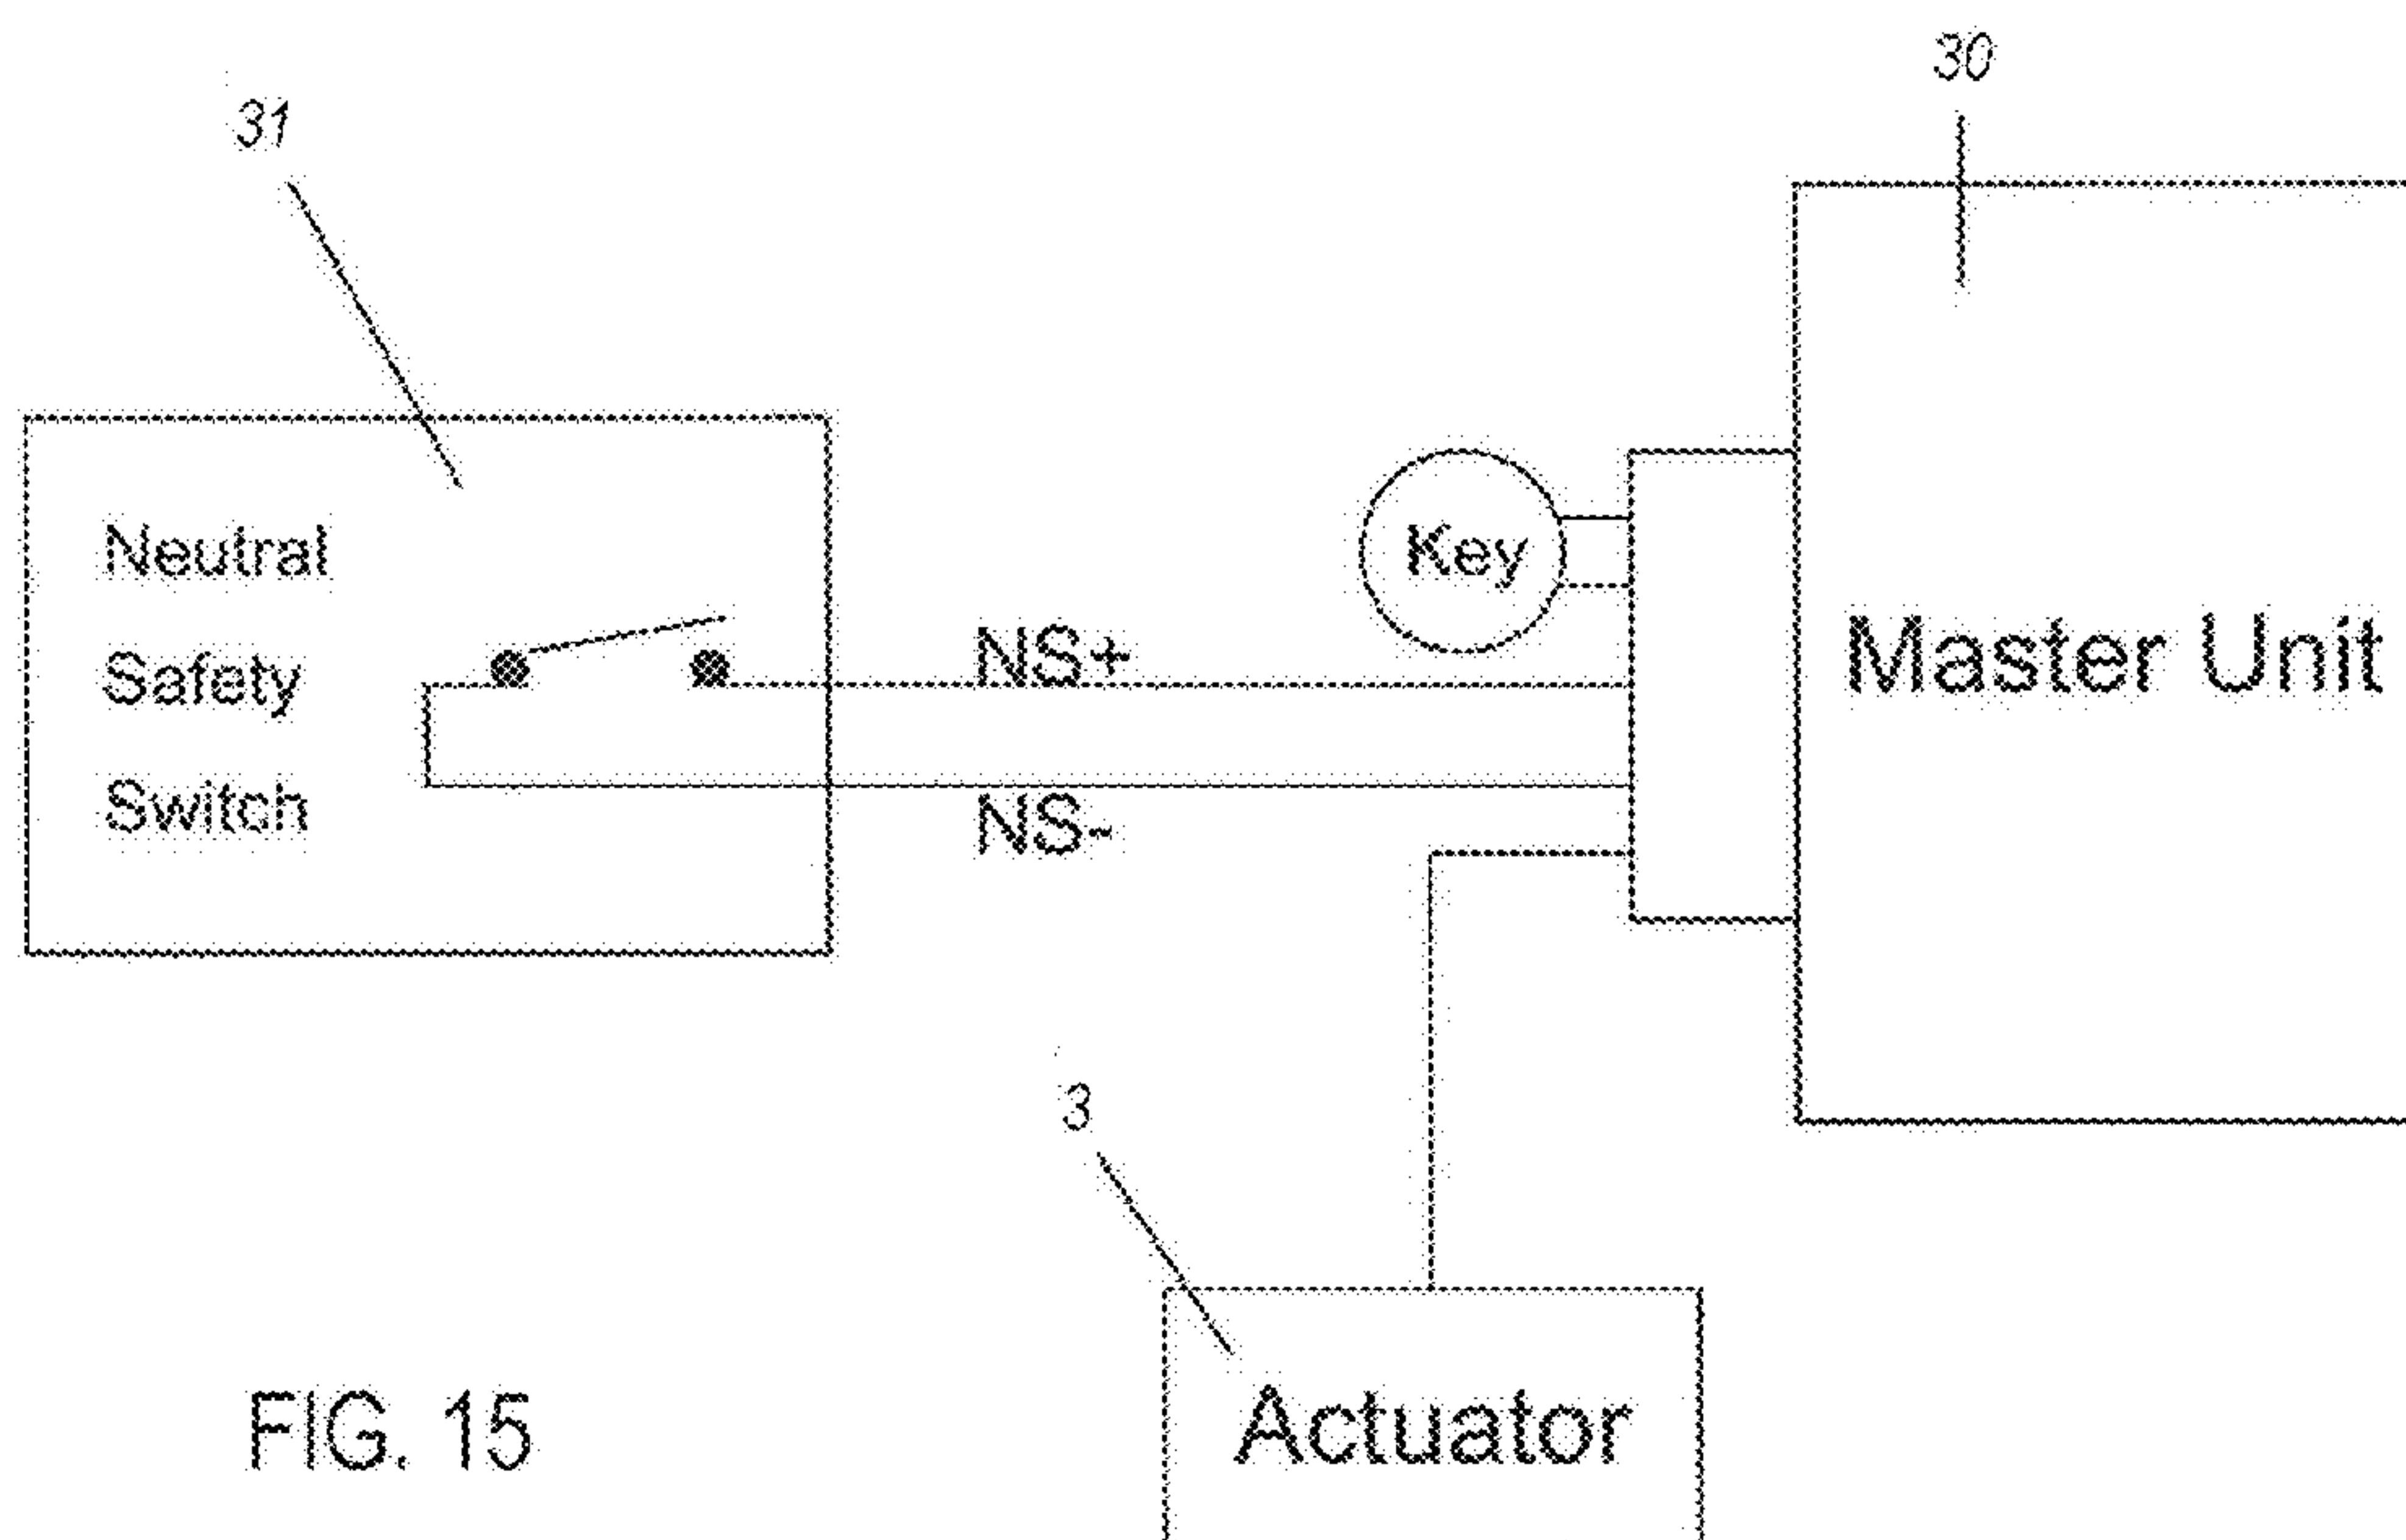 30
31
Neutral
Safety
Switch
NS+
NS-
Key
Master Unit
3
Actuator
FIG. 15